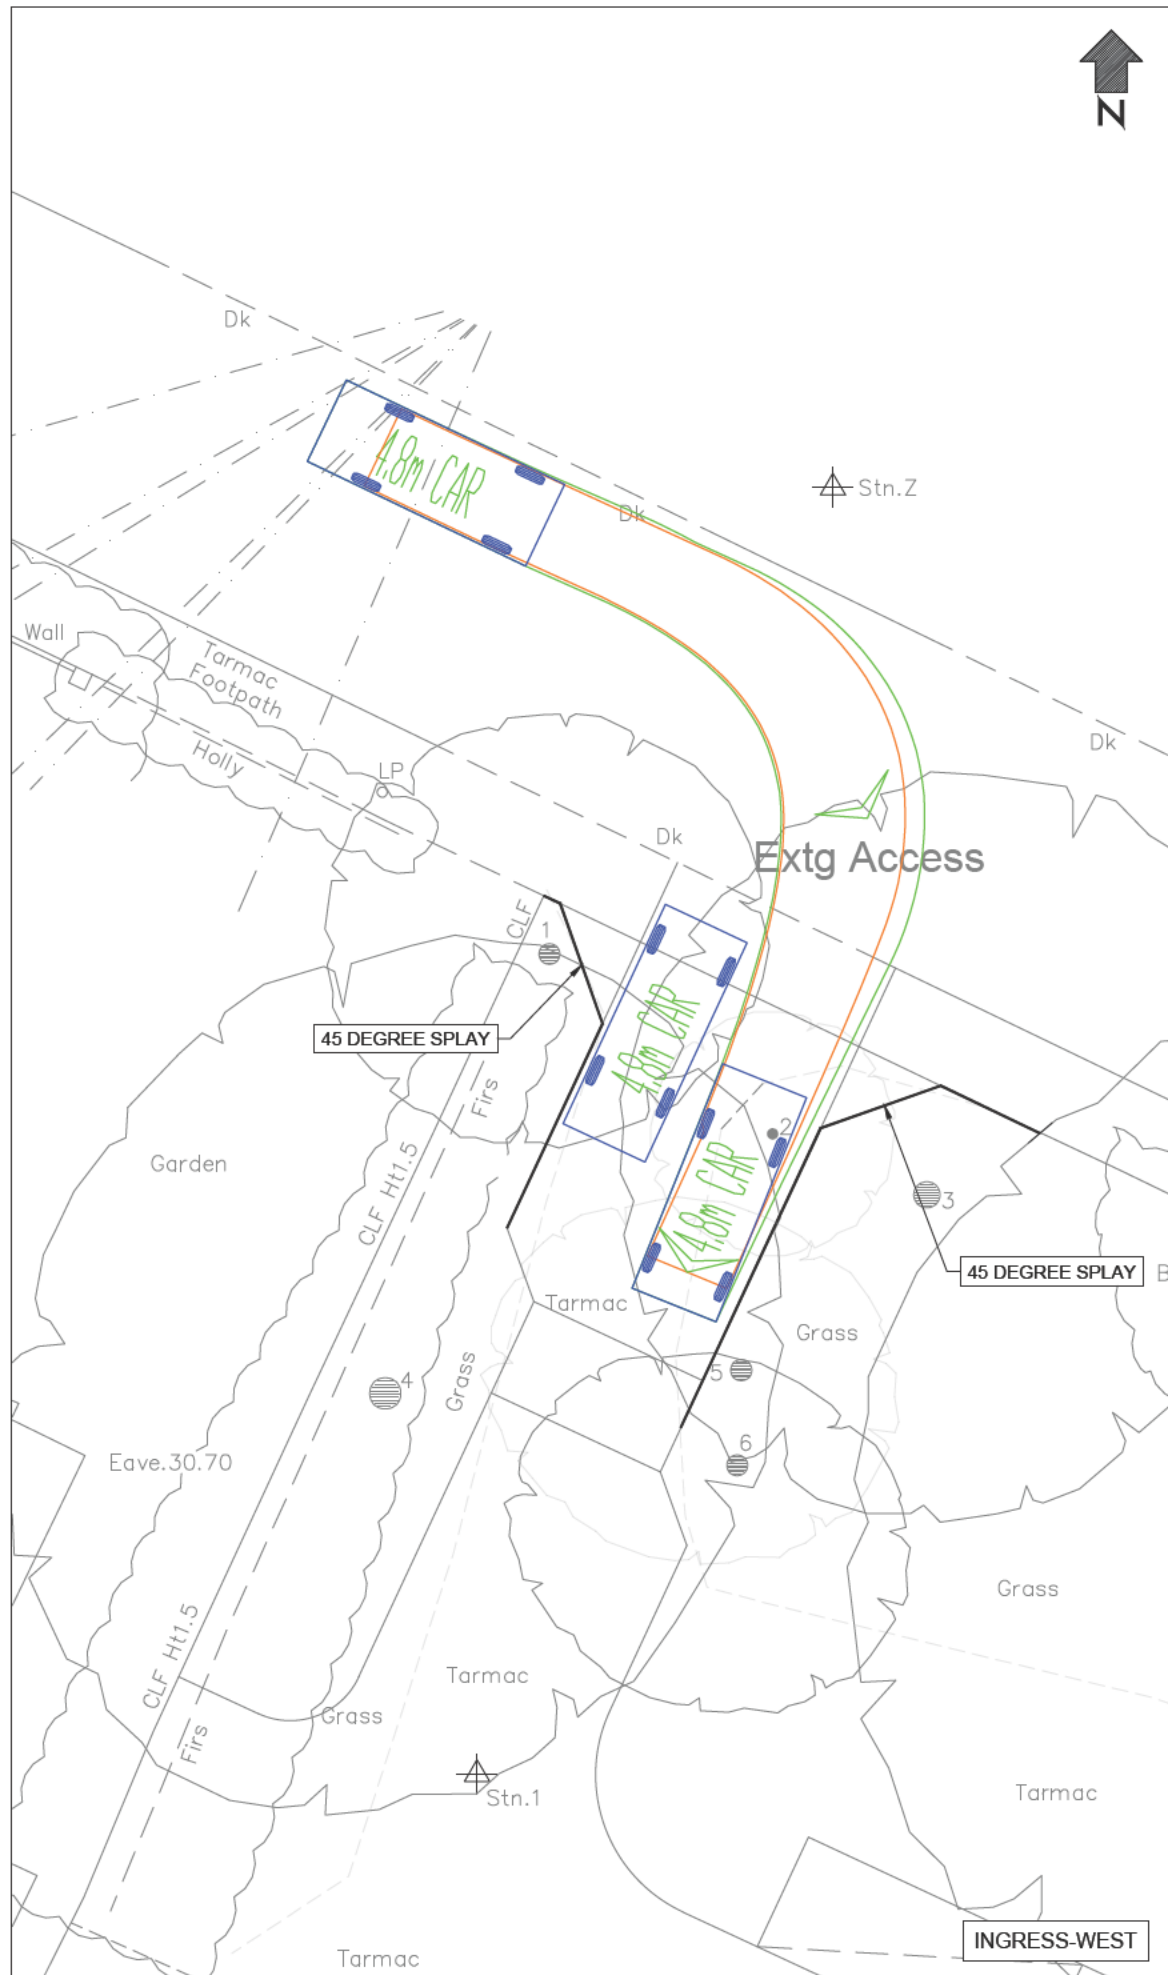 N
Dk
4.8m CAR
Stn.Z
Dk
Wall
Tarmac
Footpath
Holly
Dk
LP
Dk
Extg Access
CLF
1
45 DEGREE SPLAY
4.8m CAR
Firs
2
Garden
CLF Ht1.5
4.8m CAR
3
45 DEGREE SPLAY
B
Tarmac
Grass
5
4
Grass
6
Eave.30.70
Grass
CLF Ht1.5
Tarmac
Grass
Firs
Stn.1
Tarmac
INGRESS-WEST
Tarmac